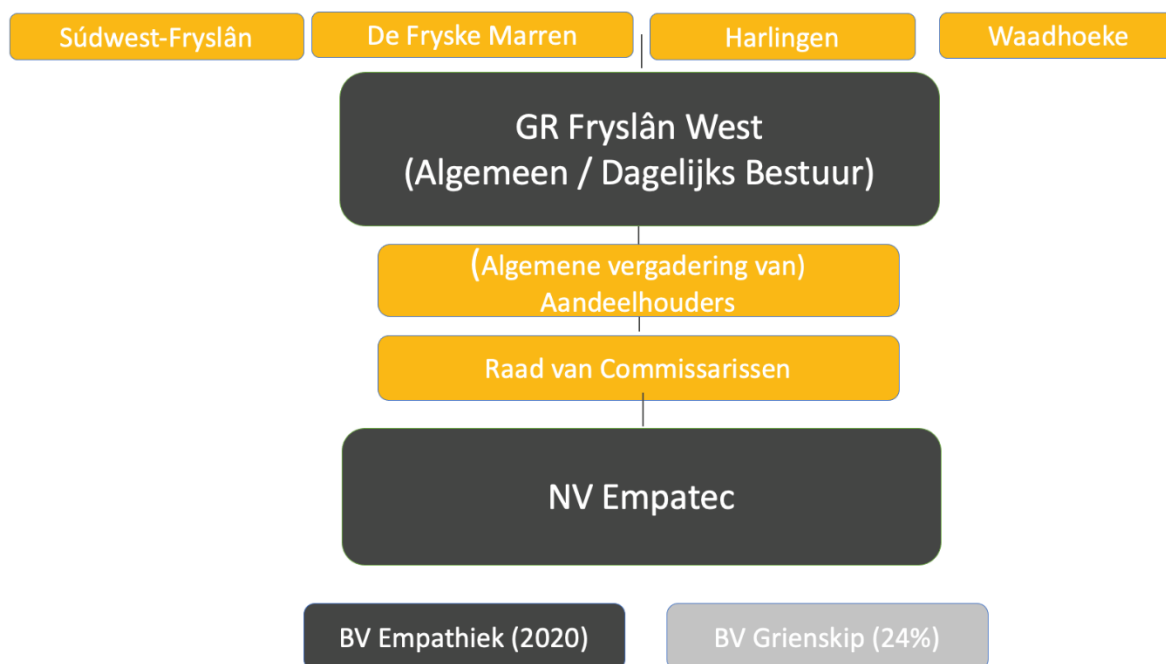 Súdwest-Fryslân
De Fryske Marren
Harlingen
Waadhoeke
GR Fryslân West
(Algemeen / Dagelijks Bestuur)
(Algemene vergadering van)
Aandeelhouders
Raad van Commissarissen
NV Empatec
BV Empathiek (2020)
BV Grienskip (24%)